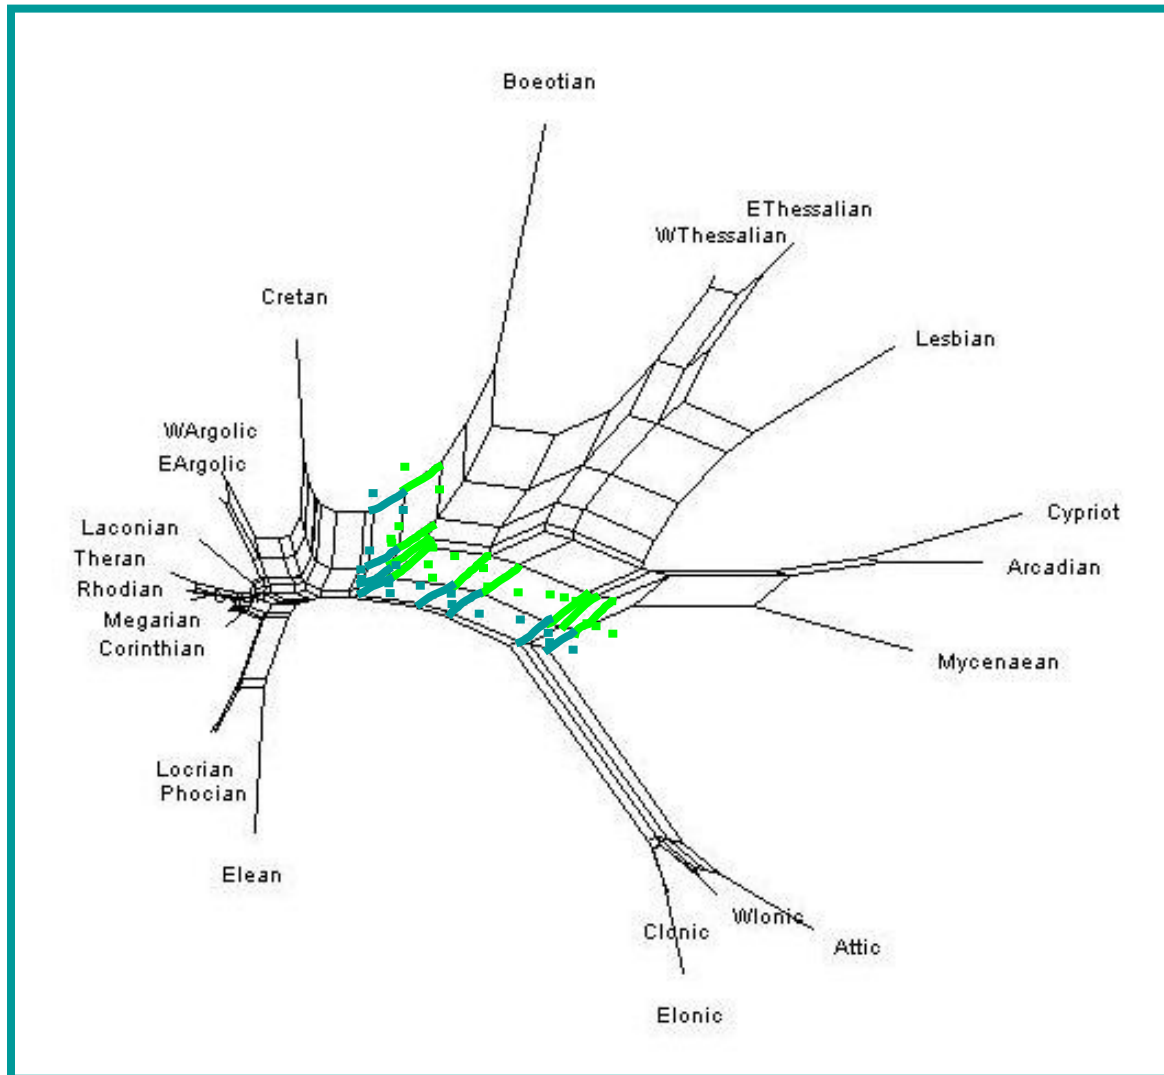 Boeotian
EThessalian
WThessalian
Cretan
Lesbian
WArgolic
EArgolic
Cypriot
Laconian
Theran
Arcadian
Rhodian
Megarian
Corinthian
Mycenaean
Locrian
Phocian
Elean
WIonic
CIonic
Attic
EIonic